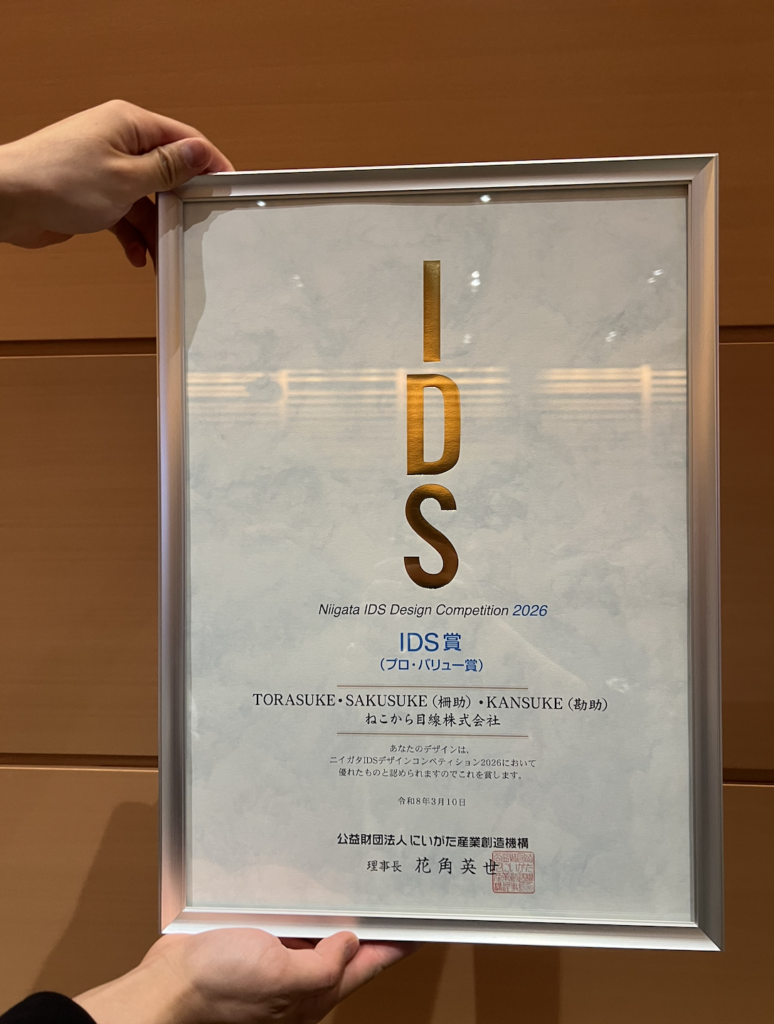 I
D
S
Niigata IDS Design Competition 2026
IDS賞
(プロ・バリュー賞)
TORASUKE・SAKUSUKE(柵助)・KANSUKE(勘助)
ねこから目線株式会社
あなたのデザインは、
ニイガタIDSデザインコンペティション2026において
優れたものと認められますのでこれを賞します。
令和8年3月10日
公益財団法人にいがた産業創造機構
理事長 花角英世